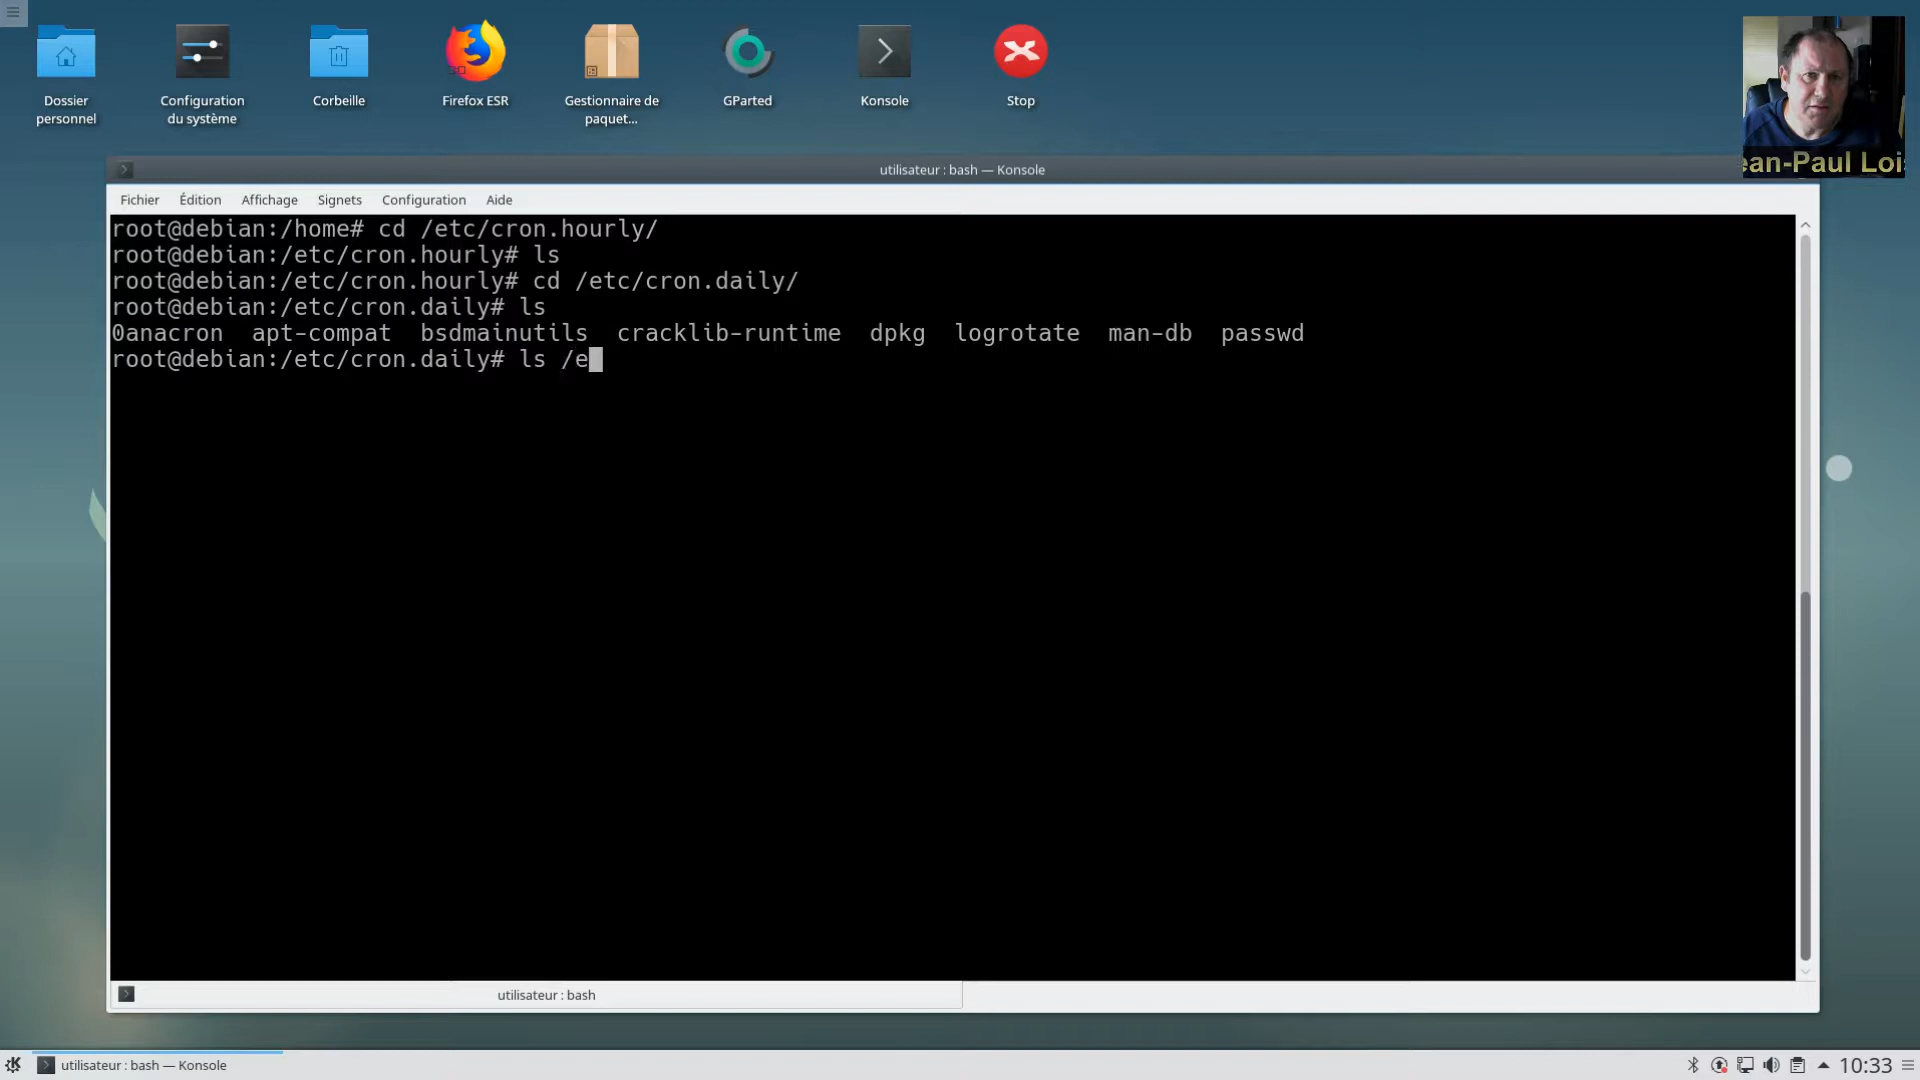 Dossier personnel
Configuration du système
Corbeille
Firefox ESR
Gestionnaire de paquet...
GParted
Konsole
Stop
ean-Paul Lois
utilisateur : bash — Konsole
Fichier Édition Affichage Signets Configuration Aide
root@debian:/home# cd /etc/cron.hourly/
root@debian:/etc/cron.hourly# ls
root@debian:/etc/cron.hourly# cd /etc/cron.daily/
root@debian:/etc/cron.daily# ls
0anacron apt-compat bsdmainutils cracklib-runtime dpkg logrotate man-db passwd
root@debian:/etc/cron.daily# ls /e
utilisateur : bash
utilisateur : bash — Konsole
10:33